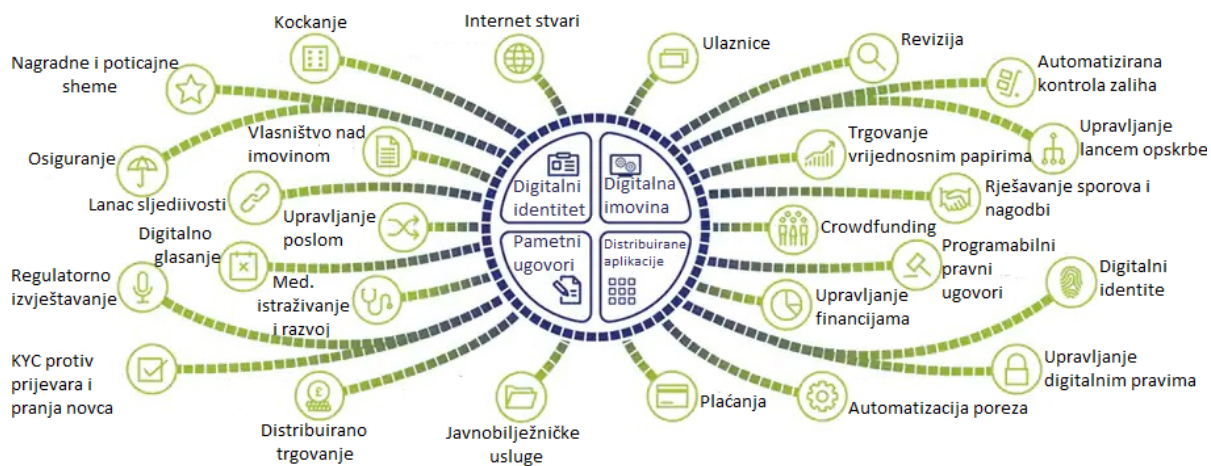 Kockanje
Internet stvari
Ulaznice
Revizija
Nagradne i poticajne
sheme
Automatizirana
kontrola zaliha
Osiguranje
Vlasništvo nad
imovinom
Trgovanje
vrijednosnim papirima
Upravljanje
lancem opskrbe
Lanac sljediivosti
Upravljanje
poslom
Digitalni
identitet
Digitalna
imovina
Pametni
ugovori
Distribuirane
aplikacije
Crowdfunding
Rješavanje sporova i
nagodbi
Digitalno
glasanje
Med.
istraživanje
i razvoj
Upravljanje
financijama
Programabilni
pravni
ugovori
Digitalni
identite
Regulatorno
izvještavanje
KYC protiv
prijevara i
pranja novca
£
Distribuirano
trgovanje
Javnobilježničke
usluge
Plaćanja
Automatizacija poreza
Upravljanje
digitalnim pravima